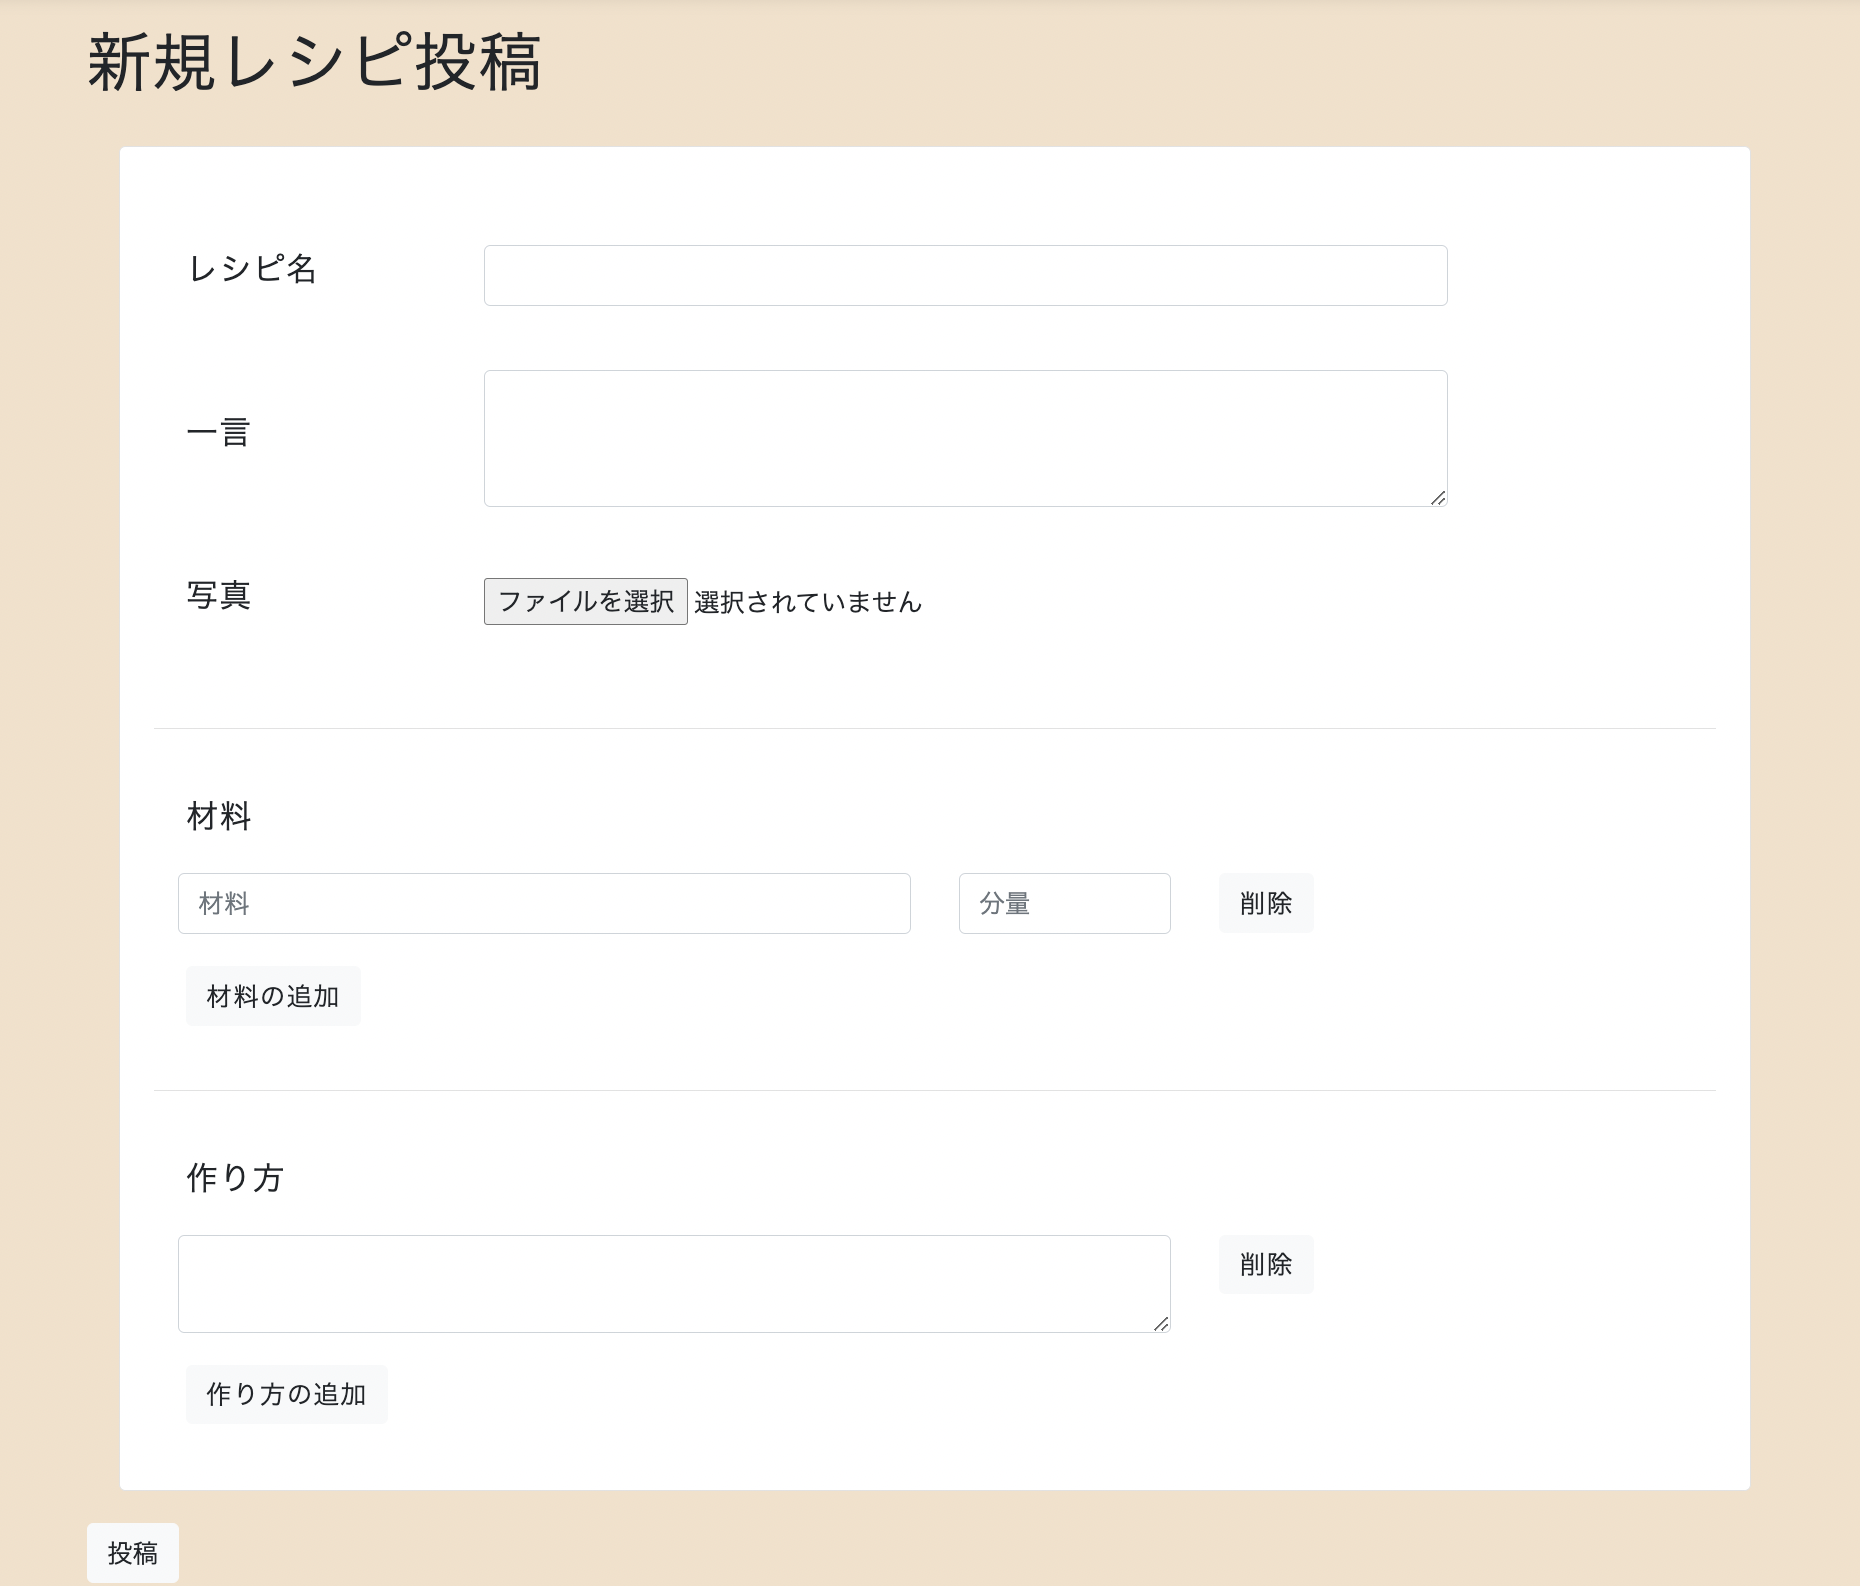 新規レシピ投稿
レシピ名
一言
写真
ファイルを選択 選択されていません
材料
材料 分量 削除
材料の追加
作り方
削除
作り方の追加
投稿